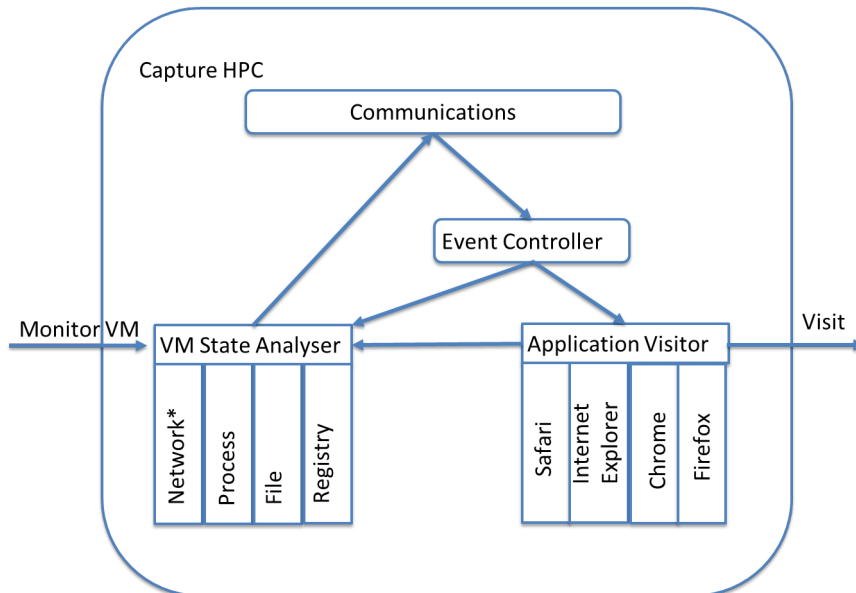 Capture HPC
Communications
Event Controller
Monitor VM
Visit
VM State Analyser
Application Visitor
Network*
Process
File
Registry
Safari
Internet
Explorer
Chrome
Firefox